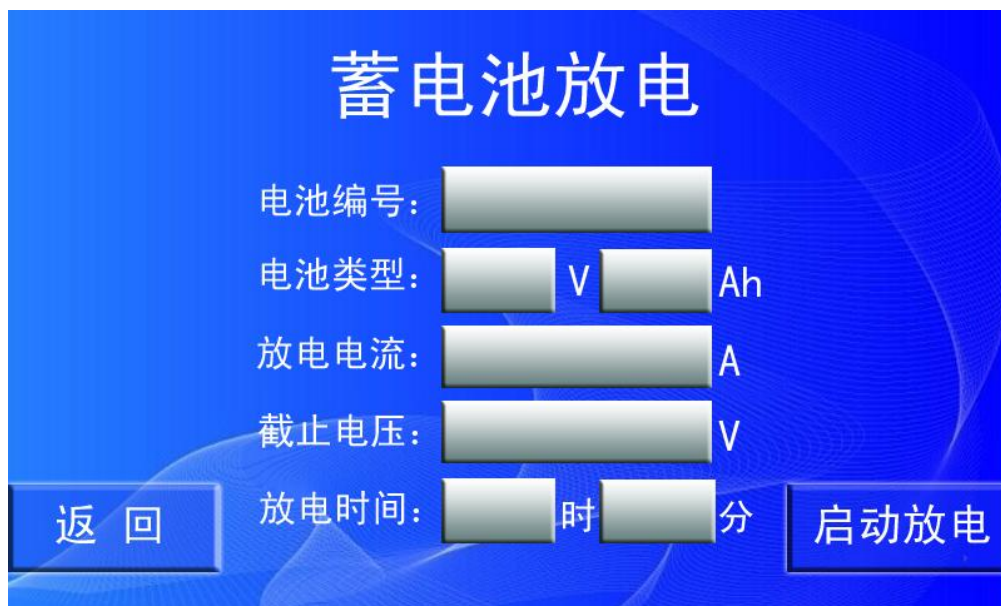 蓄电池放电
电池编号：
电池类型： V Ah
放电电流： A
截止电压： V
放电时间： 时 分
返 回
启动放电